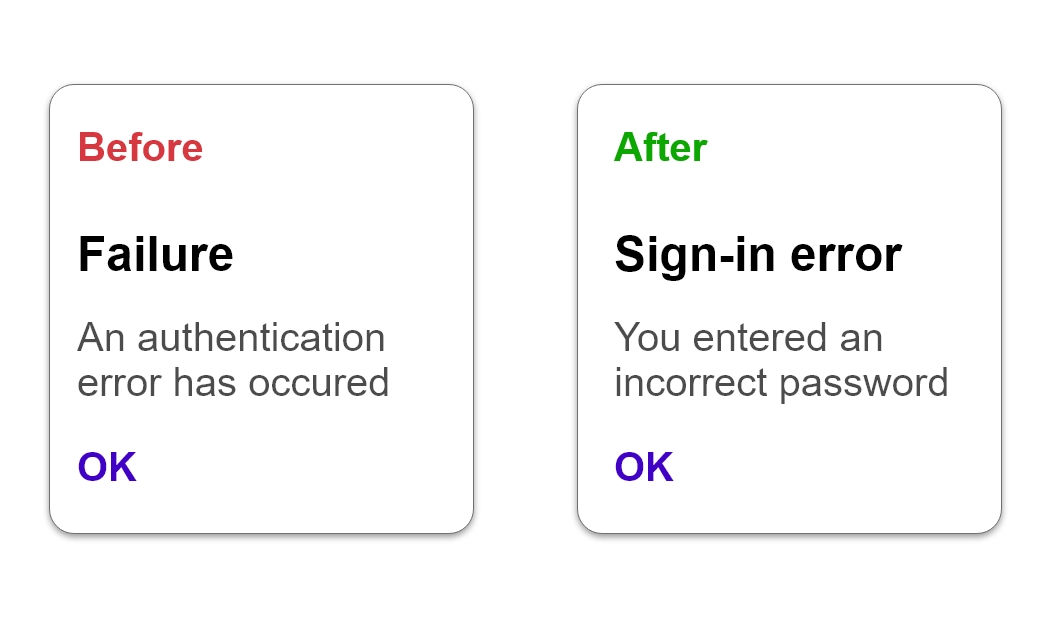 Before
Failure
An authentication
error has occured
OK
After
Sign-in error
You entered an
incorrect password
OK